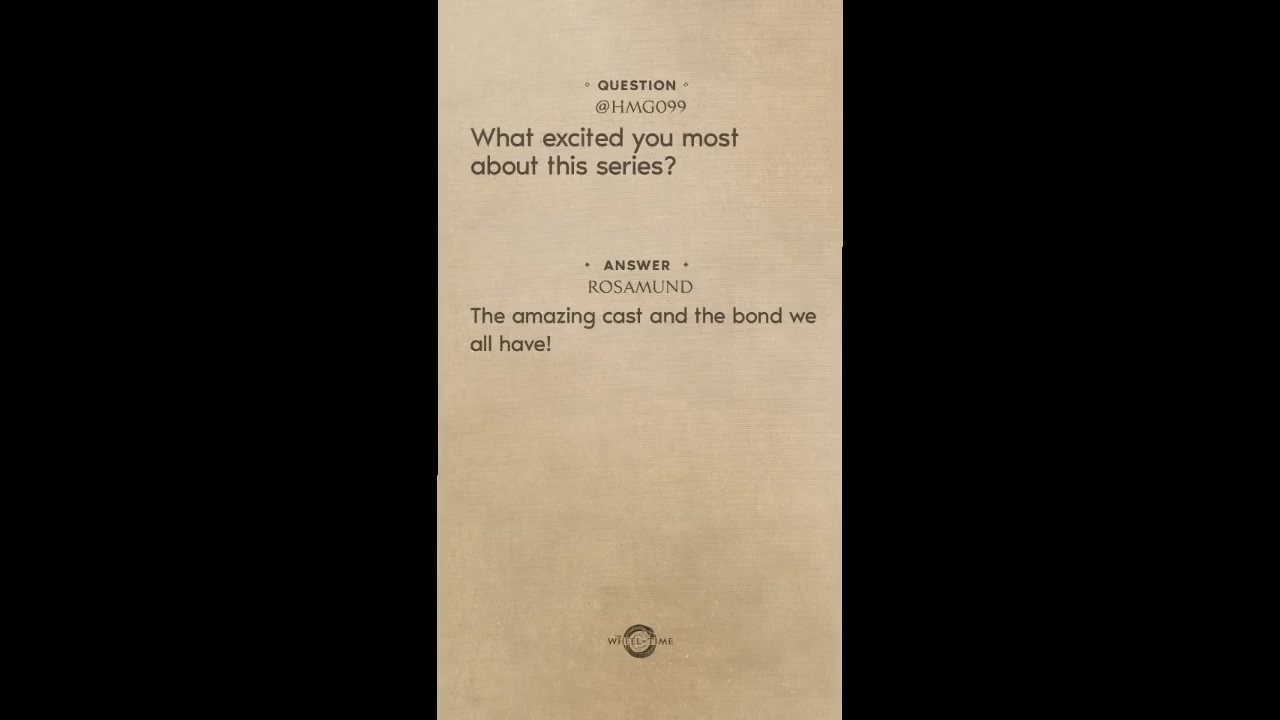 QUESTION
@HMG099
What excited you most
about this series?
ANSWER
ROSAMUND
The amazing cast and the bond we
all have!
WHEEL OF TIME